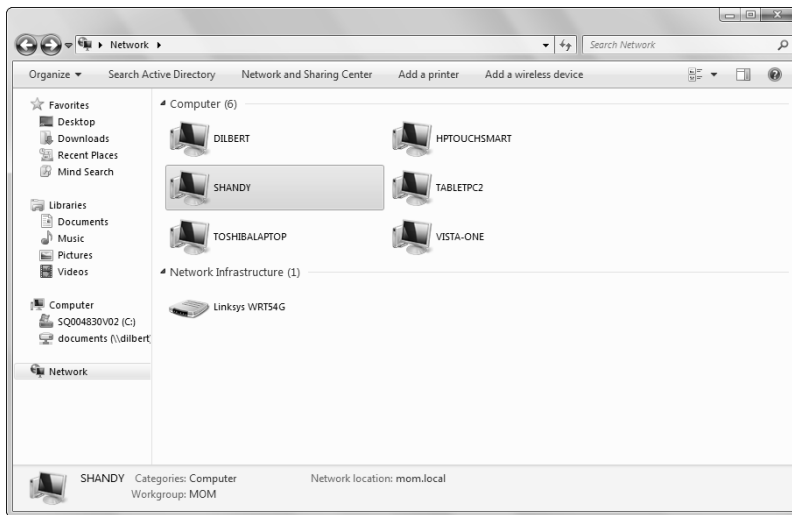 Network
Search Network
Organize Search Active Directory Network and Sharing Center Add a printer Add a wireless device
Favorites
Desktop
Downloads
Recent Places
Mind Search
Libraries
Documents
Music
Pictures
Videos
Computer
SQ004830V02 (C:)
documents (\\dilbert)
Network
Computer (6)
DILBERT
HPTOUCHSMART
SHANDY
TABLETPC2
TOSHIBALAPTOP
VISTA-ONE
Network Infrastructure (1)
Linksys WRT54G
SHANDY Categories: Computer Network location: mom.local
Workgroup: MOM